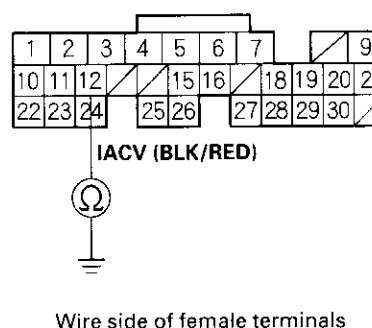 1 2 3 4 5 6 7 9
10 11 12 15 16 18 19 20 2
22 23 24 25 26 27 28 29 30
IACV (BLK/RED)
Ω
Wire side of female terminals